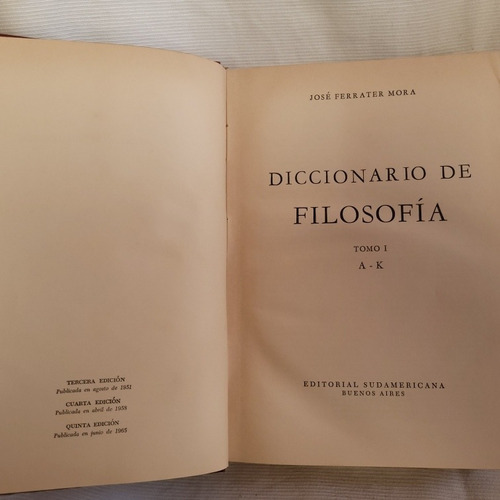 TERCERA EDICIÓN
Publicada en agosto de 1951
CUARTA EDICIÓN
Publicada en abril de 1958
QUINTA EDICIÓN
Publicada en junio de 1965
JOSÉ FERRATER MORA
DICCIONARIO DE
FILOSOFÍA
TOMO I
A - K
EDITORIAL SUDAMERICANA
BUENOS AIRES